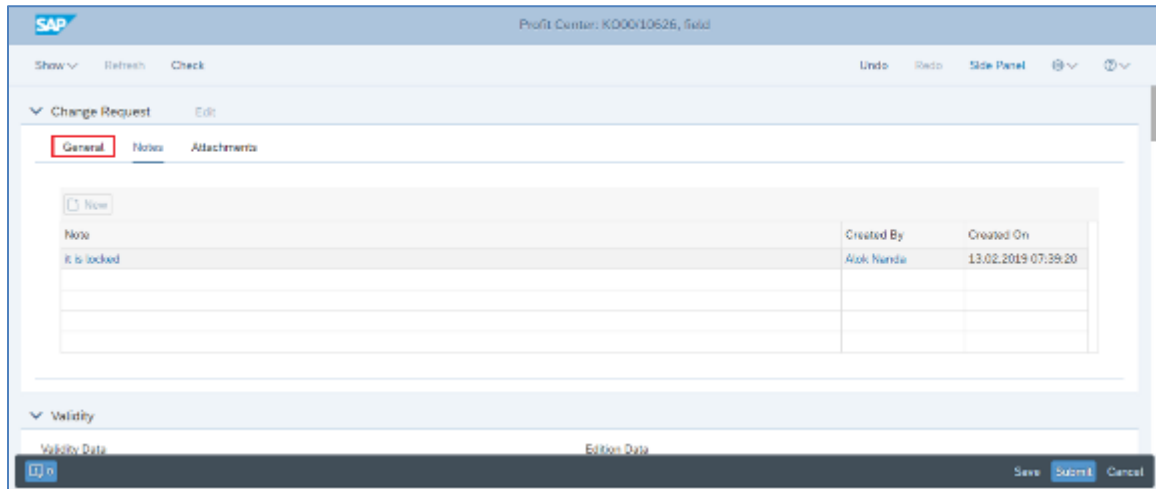 SAP
Profit Center: KO00/10626, field
Show Refresh Check Undo Redo Side Panel
Change Request Edit
General Notes Attachments
New
Note Created By Created On
it is locked Alok Nanda 13.02.2019 07:39:20
Validity
Validity Data Edition Data
Save Submit Cancel